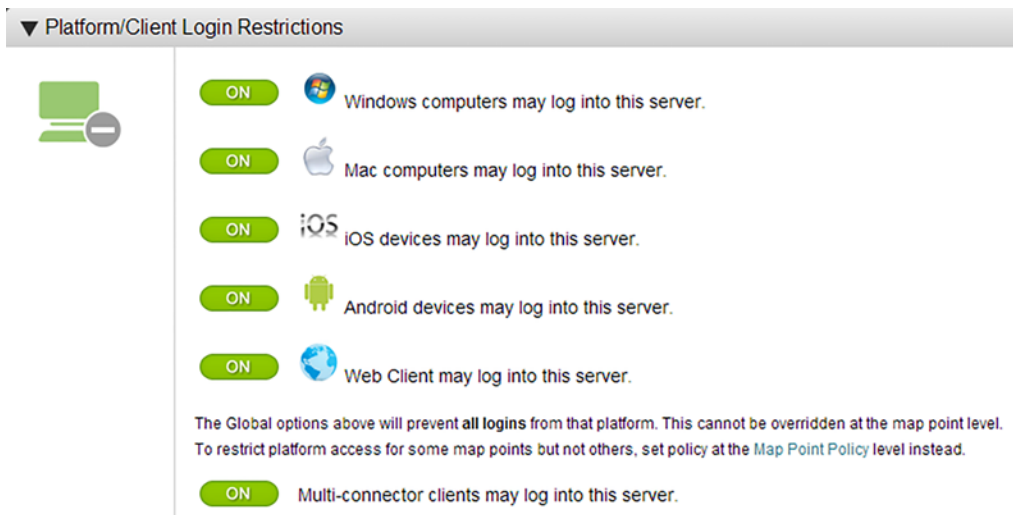 ▼ Platform/Client Login Restrictions
ON Windows computers may log into this server.
ON Mac computers may log into this server.
ON iOS iOS devices may log into this server.
ON Android devices may log into this server.
ON Web Client may log into this server.
The Global options above will prevent all logins from that platform. This cannot be overridden at the map point level.
To restrict platform access for some map points but not others, set policy at the Map Point Policy level instead.
ON Multi-connector clients may log into this server.